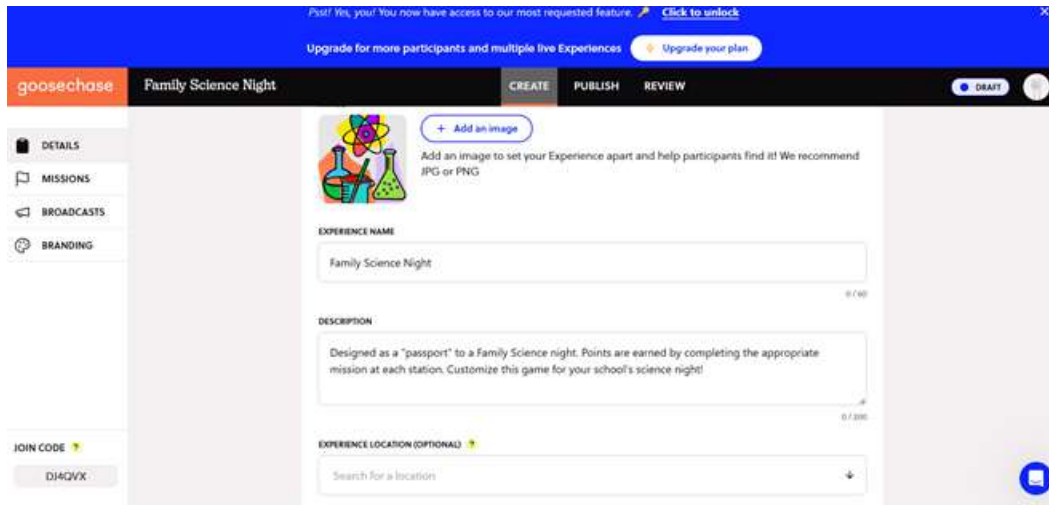 Psst! Yes, you! You now have access to our most requested feature. 🔑 Click to unlock
Upgrade for more participants and multiple live Experiences Upgrade your plan
goosechase Family Science Night CREATE PUBLISH REVIEW DRAFT
DETAILS
MISSIONS
BROADCASTS
BRANDING
+ Add an image
Add an image to set your Experience apart and help participants find it! We recommend
JPG or PNG
EXPERIENCE NAME
Family Science Night
0 / 60
DESCRIPTION
Designed as a "passport" to a Family Science night. Points are earned by completing the appropriate
mission at each station. Customize this game for your school's science night!
0 / 200
EXPERIENCE LOCATION (OPTIONAL) ?
Search for a location
JOIN CODE ?
DJ4QVX